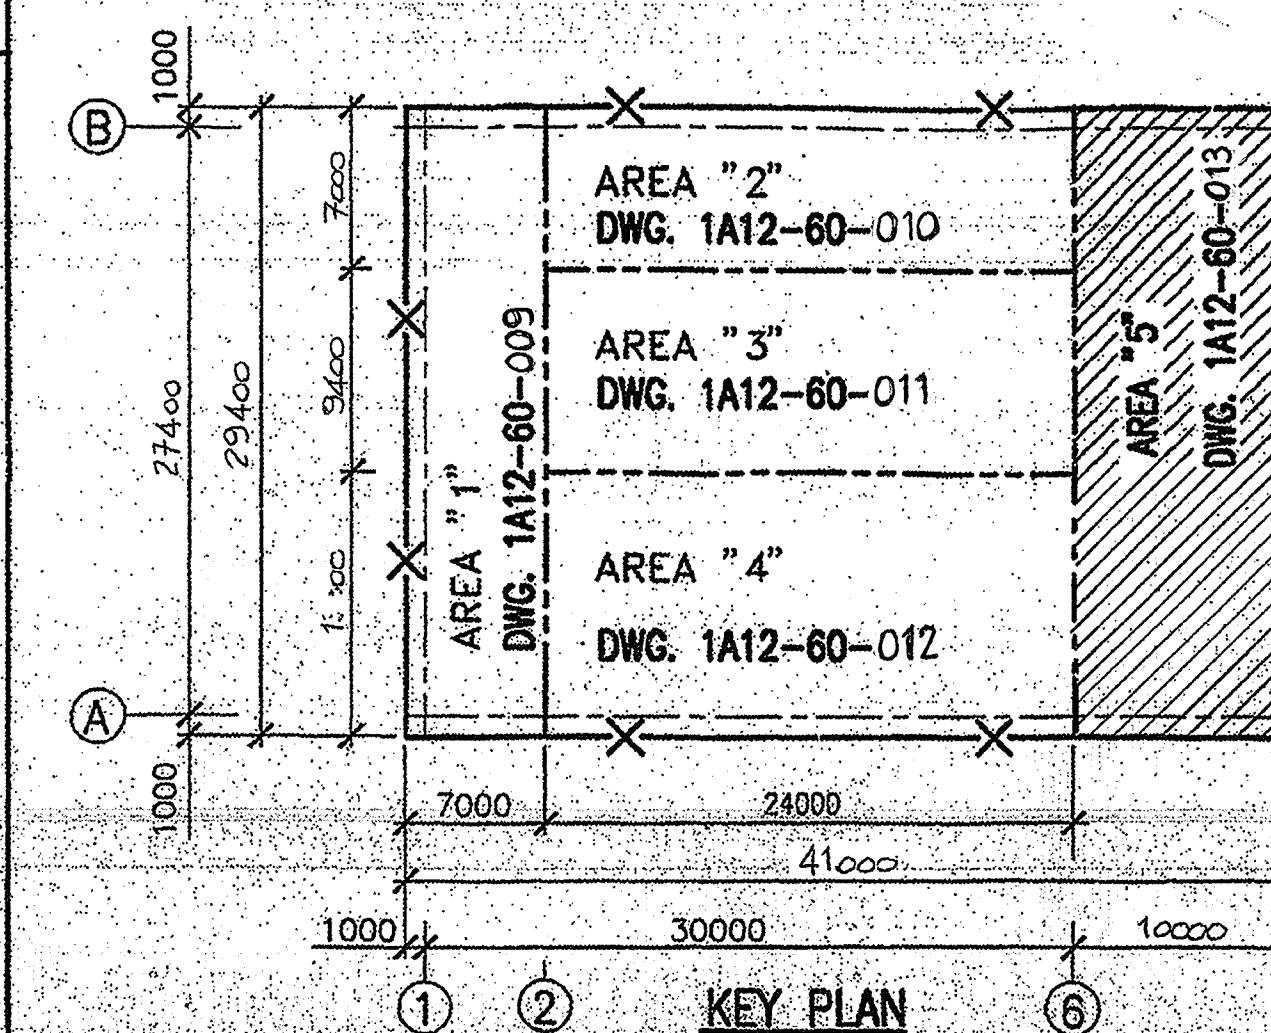 1000
B
7000
AREA "2"
DWG. 1A12-60-010
AREA "3"
DWG. 1A12-60-011
AREA "4"
DWG. 1A12-60-012
AREA "1"
DWG. 1A12-60-009
AREA "5"
DWG. 1A12-60-013
27400
29400
9400
A
1000
7000
24000
41000
1000
30000
10000
1
2
6
KEY PLAN